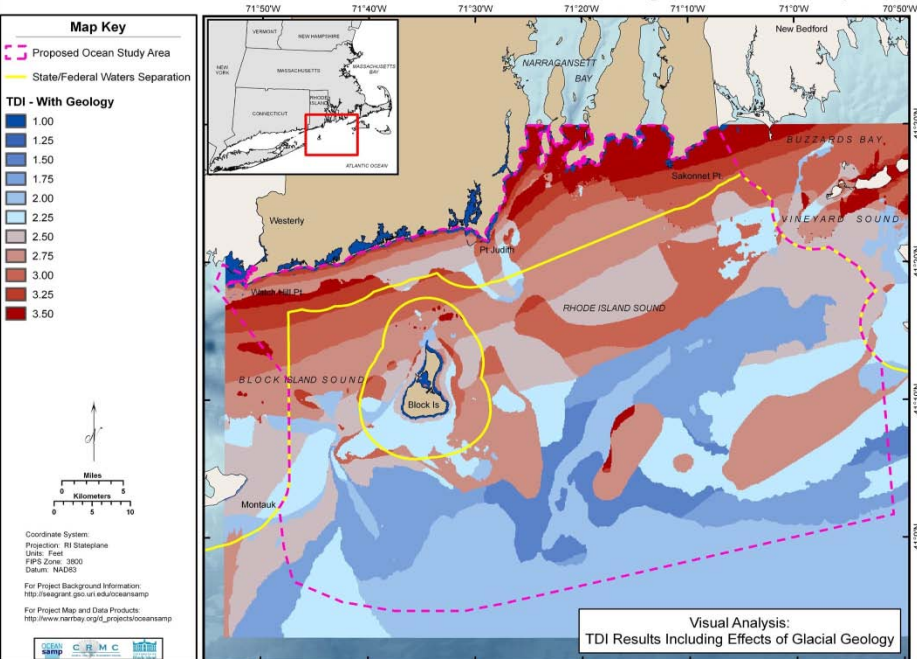 Map Key
Proposed Ocean Study Area
State/Federal Waters Separation
TDI - With Geology
1.00
1.25
1.50
1.75
2.00
2.25
2.50
2.75
3.00
3.25
3.50
N
Miles
0 5
Kilometers
0 5 10
Coordinate System:
Projection: RI Stateplane
Units: Feet
FIPS Zone: 3800
Datum: NAD83
For Project Background Information:
http://seagrant.gso.uri.edu/oceansamp
For Project Map and Data Products:
http://www.narrbay.org/d_projects/oceansamp
OCEAN
samp
C R M C
71°50'W 71°40'W 71°30'W 71°20'W 71°10'W 71°0'W 70°50'W
VERMONT
NEW HAMPSHIRE
NEW
YORK
MASSACHUSETTS
MASSACHUSETTS
BAY
CONNECTICUT
RHODE
ISLAND
ATLANTIC OCEAN
NARRAGANSETT
BAY
New Bedford
BUZZARDS BAY
Sakonnet Pt.
VINEYARD SOUND
Westerly
Pt Judith
Watch Hill Pt
RHODE ISLAND SOUND
BLOCK ISLAND SOUND
Block Is
Montauk
Visual Analysis:
TDI Results Including Effects of Glacial Geology